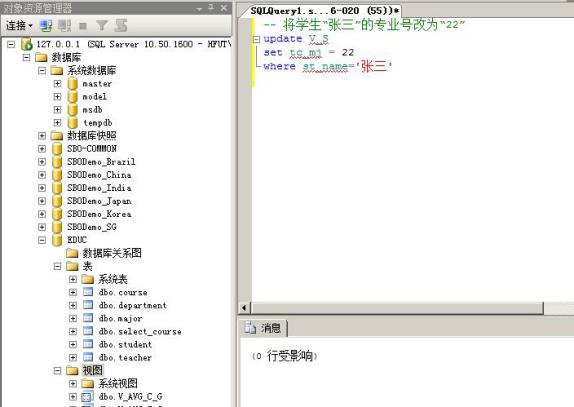 对象资源管理器
连接
127.0.0.1 (SQL Server 10.50.1600 - HFUT\
数据库
系统数据库
master
model
msdb
tempdb
数据库快照
SBO-COMMON
SBODemo_Brazil
SBODemo_China
SBODemo_India
SBODemo_Japan
SBODemo_Korea
SBODemo_SG
EDUC
数据库关系图
表
系统表
dbo.course
dbo.department
dbo.major
dbo.select_course
dbo.student
dbo.teacher
视图
系统视图
dbo.V_AVG_C_G
SQLQuery1.s...6-020 (55))*
-- 将学生“张三”的专业号改为“22”
update V_S
set tc_mj = 22
where st_name='张三'
消息
(0 行受影响)